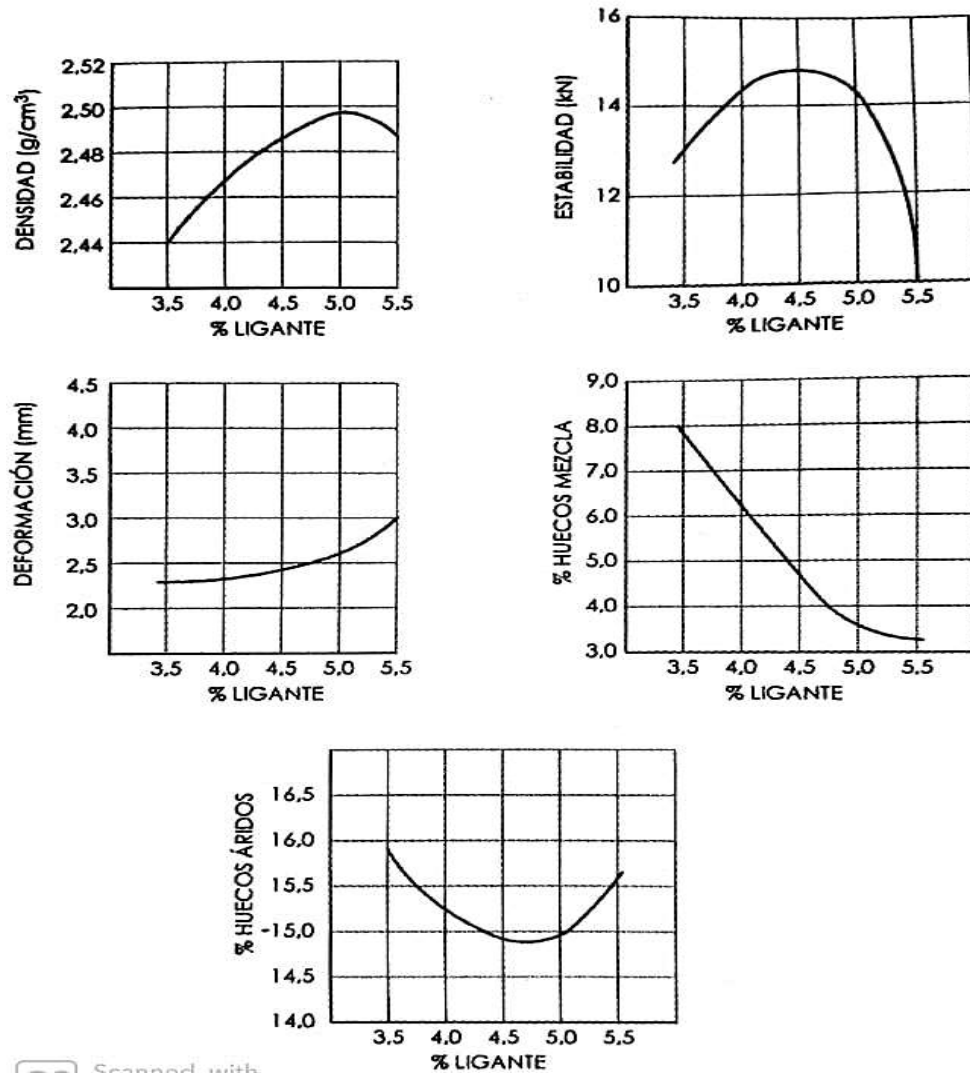 DENSIDAD (g/cm³)
2,52
2,50
2,48
2,46
2,44
3,5 4,0 4,5 5,0 5,5
% LIGANTE
ESTABILIDAD (kN)
16
14
12
10
3,5 4,0 4,5 5,0 5,5
% LIGANTE
DEFORMACIÓN (mm)
4,5
4,0
3,5
3,0
2,5
2,0
3,5 4,0 4,5 5,0 5,5
% LIGANTE
% HUECOS MEZCLA
9,0
8,0
7,0
6,0
5,0
4,0
3,0
3,5 4,0 4,5 5,0 5,5
% LIGANTE
% HUECOS ÁRIDOS
16,5
16,0
15,5
-15,0
14,5
14,0
3,5 4,0 4,5 5,0 5,5
% LIGANTE
Scanned with